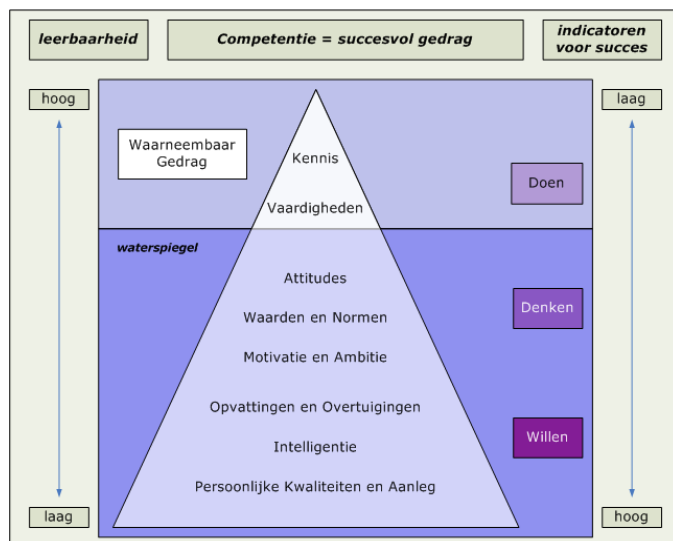 leerbaarheid
Competentie = succesvol gedrag
indicatoren
voor succes
hoog
laag
Waarneembaar
Gedrag
Kennis
Doen
Vaardigheden
waterspiegel
Attitudes
Denken
Waarden en Normen
Motivatie en Ambitie
Opvattingen en Overtuigingen
Willen
Intelligentie
Persoonlijke Kwaliteiten en Aanleg
laag
hoog